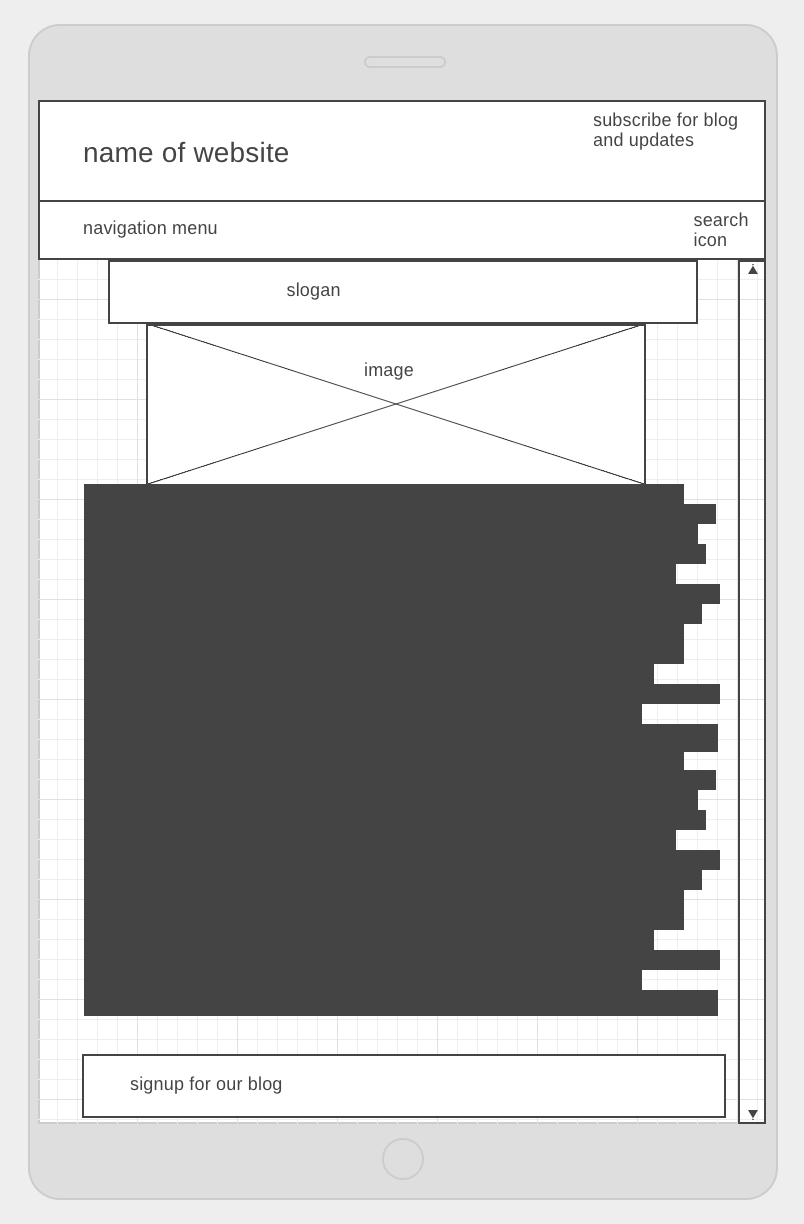 name of website
subscribe for blog
and updates
navigation menu
search
icon
slogan
image
signup for our blog